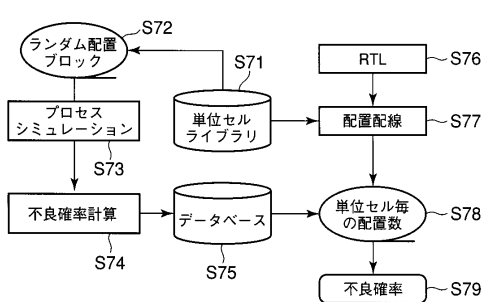 S72
ランダム配置
ブロック
S71
RTL
S76
プロセス
シミュレーション
S73
単位セル
ライブラリ
配置配線
S77
不良確率計算
S74
データベース
S75
単位セル毎
の配置数
S78
不良確率
S79